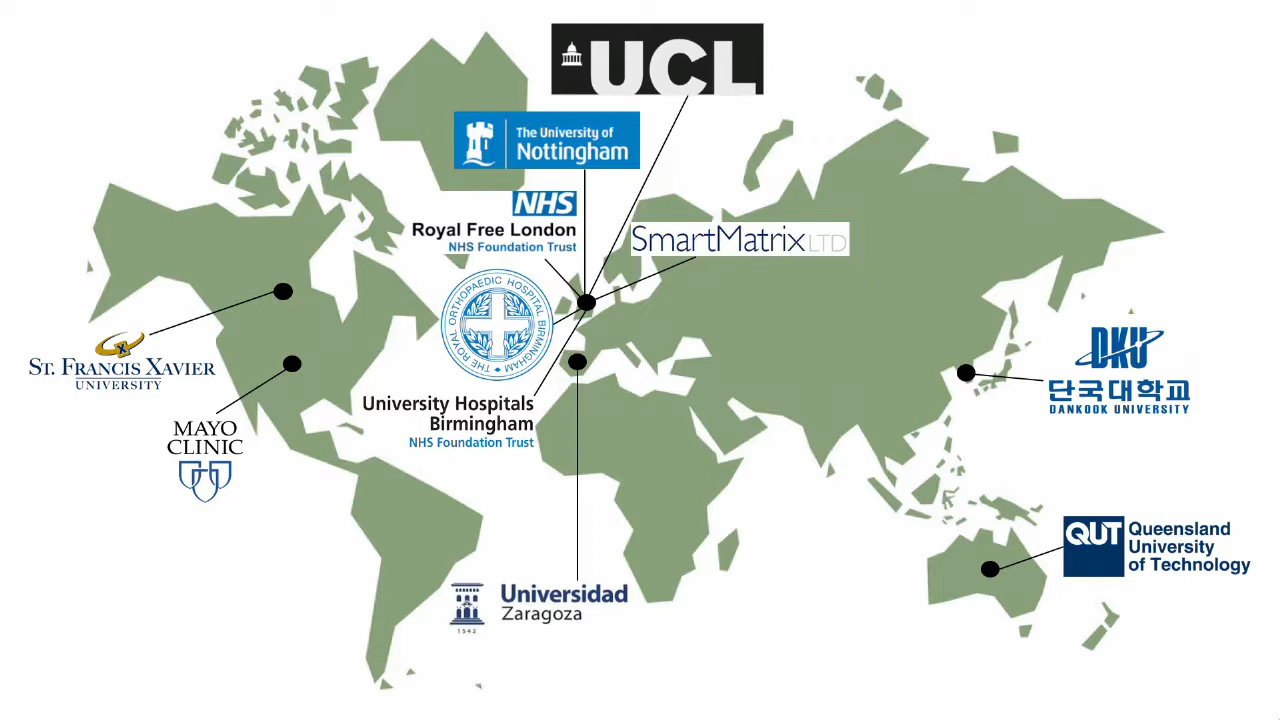 UCL
The University of
Nottingham
NHS
Royal Free London
NHS Foundation Trust
SmartMatrix LTD
THE ROYAL ORTHOPAEDIC HOSPITAL BIRMINGHAM
ST. FRANCIS XAVIER
UNIVERSITY
X
DKU
단국대학교
DANKOOK UNIVERSITY
University Hospitals
Birmingham
NHS Foundation Trust
MAYO
CLINIC
QUT
Queensland
University
of Technology
Universidad
Zaragoza
1542